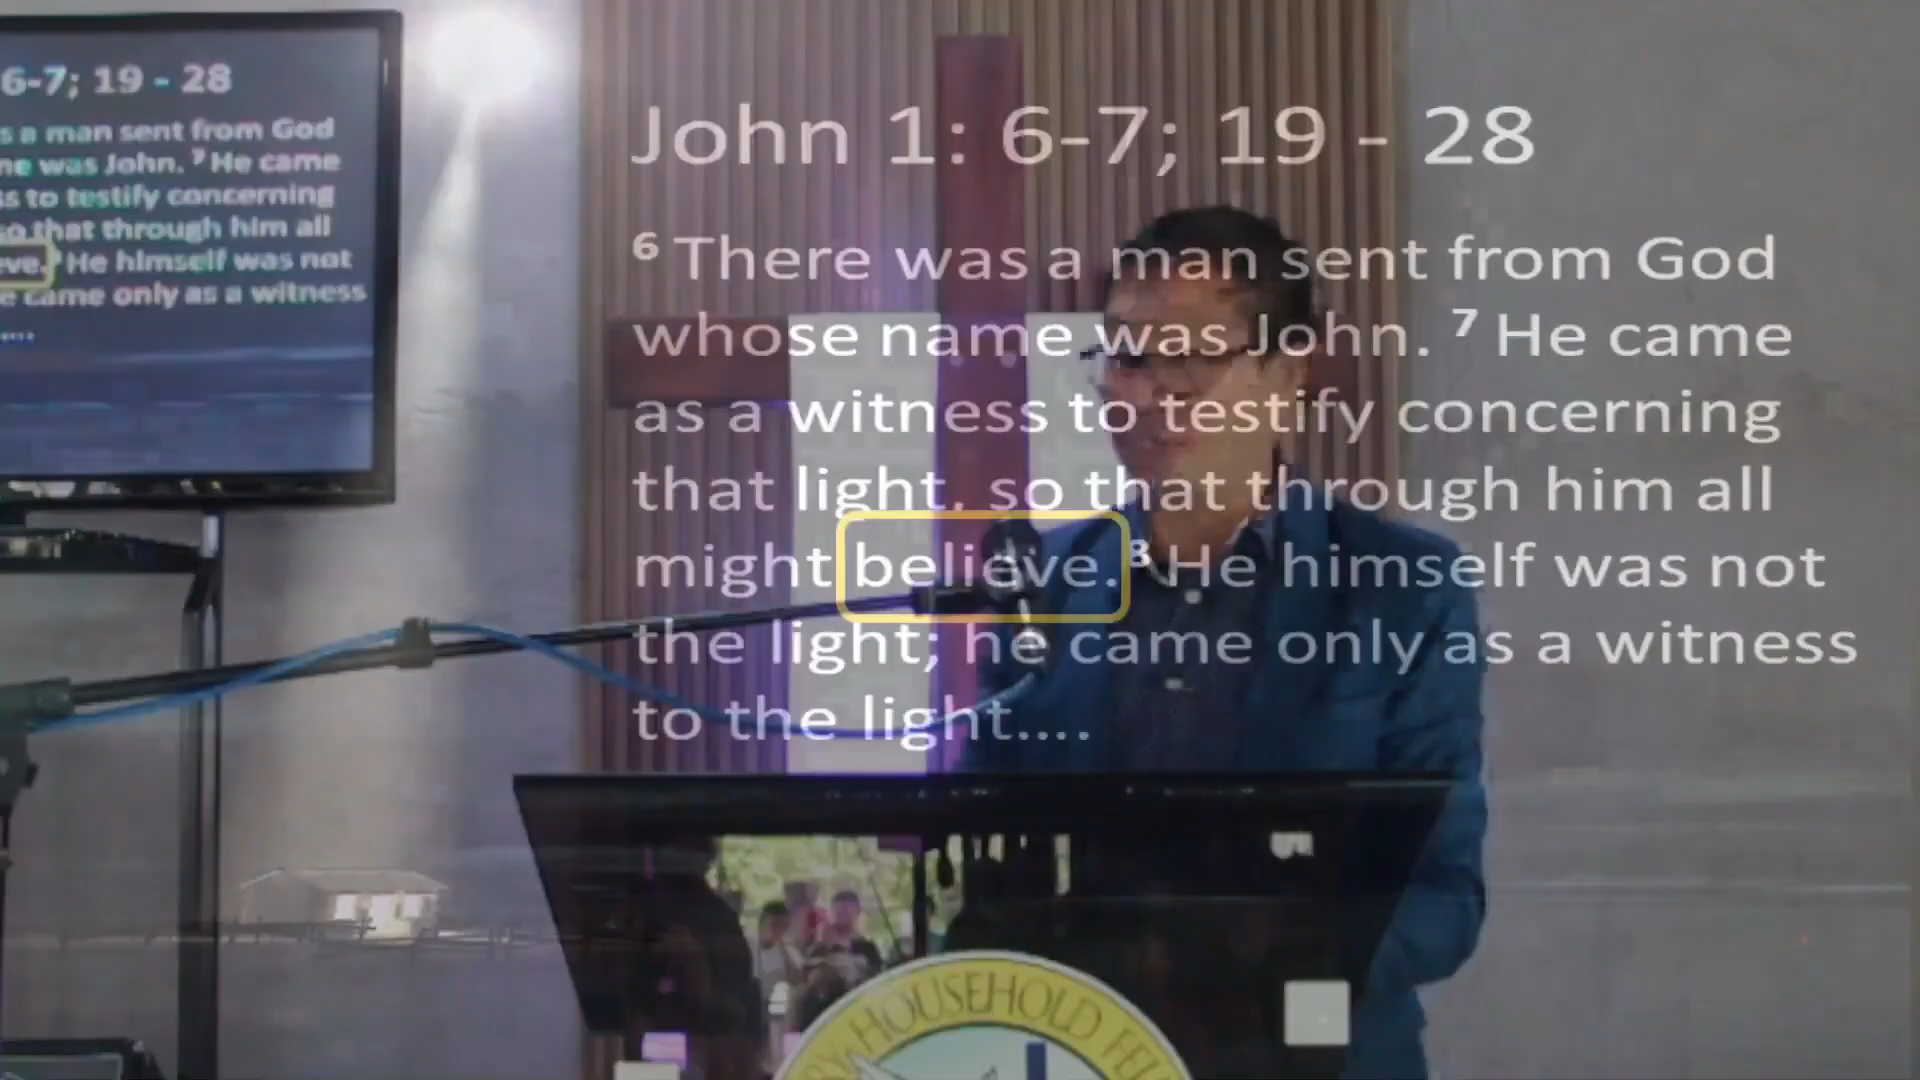 6-7; 19 - 28
s a man sent from God
ne was John. ⁷ He came
ss to testify concerning
so that through him all
eve. He himself was not
e came only as a witness
....
John 1: 6-7; 19 - 28
⁶ There was a man sent from God
whose name was John. ⁷ He came
as a witness to testify concerning
that light, so that through him all
might believe. ⁸ He himself was not
the light; he came only as a witness
to the light....
RY HOUSEHOLD FEL